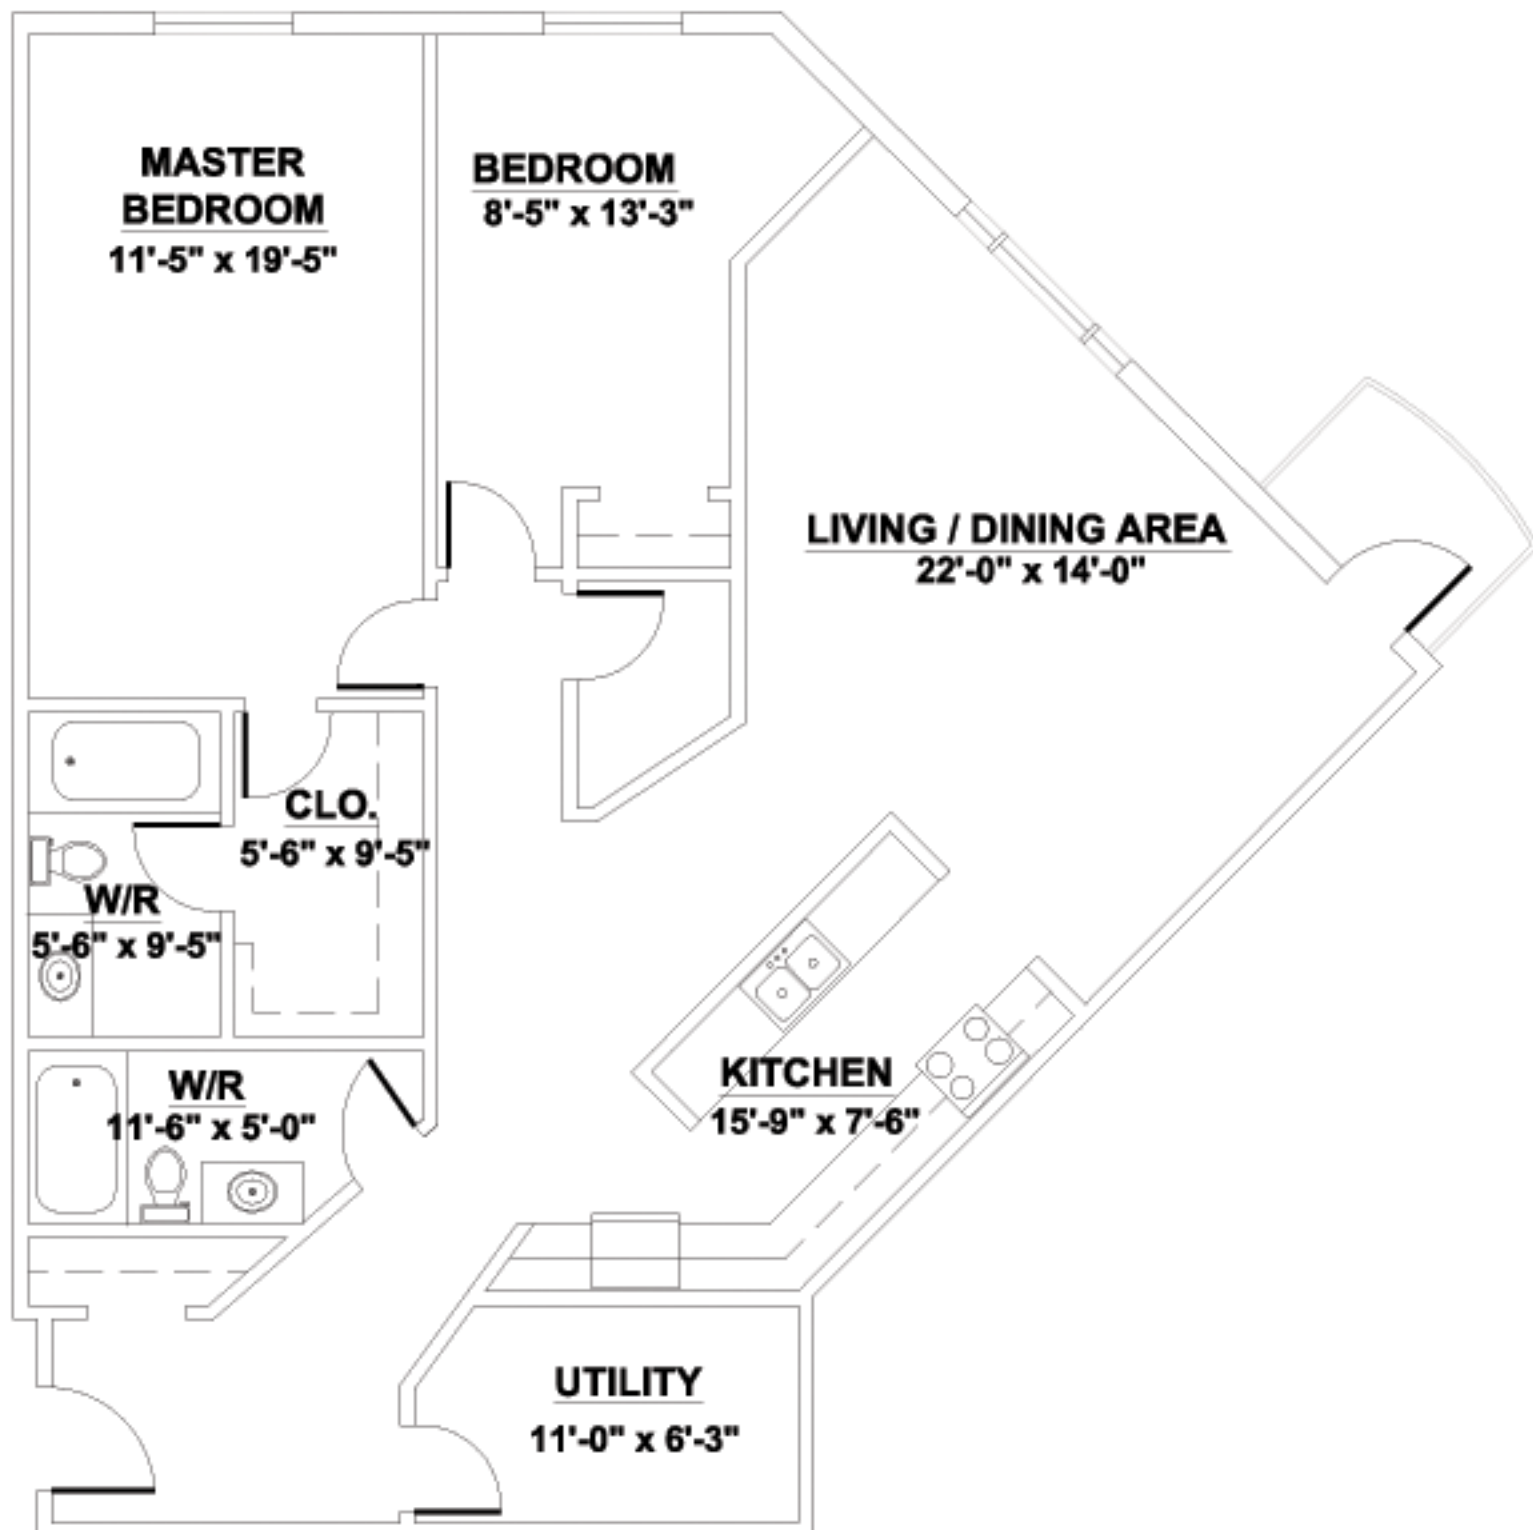 MASTER
BEDROOM
11'-5" x 19'-5"
BEDROOM
8'-5" x 13'-3"
LIVING / DINING AREA
22'-0" x 14'-0"
CLO.
5'-6" x 9'-5"
W/R
5'-6" x 9'-5"
W/R
11'-6" x 5'-0"
KITCHEN
15'-9" x 7'-6"
UTILITY
11'-0" x 6'-3"